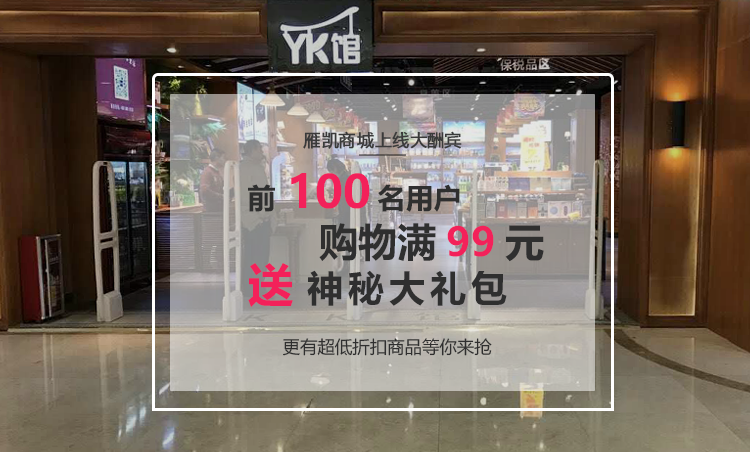 YK馆
保税品区
雁凯商城上线大酬宾
前 100 名用户
购物满 99 元
送 神秘大礼包
更有超低折扣商品等你来抢